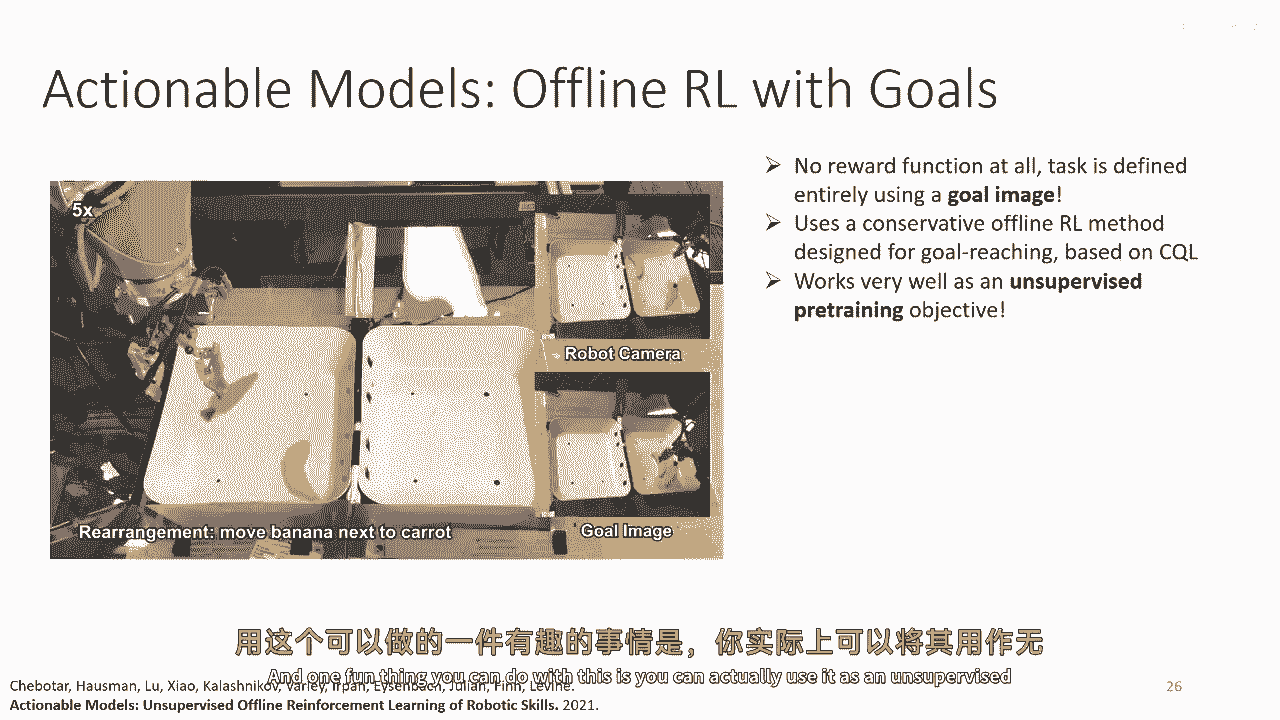 Actionable Models: Offline RL with Goals
5x
Robot Camera
Rearrangement: move banana next to carrot
Goal Image
➢ No reward function at all, task is defined
entirely using a goal image!
➢ Uses a conservative offline RL method
designed for goal-reaching, based on CQL
➢ Works very well as an unsupervised
pretraining objective!
用这个可以做的一件有趣的事情是，你实际上可以将其用作无
And one fun thing you can do with this is you can actually use it as an unsupervised
Chebotar, Hausman, Lu, Xiao, Kalashnikov, Varley, Irpan, Eysenbach, Julian, Finn, Levine.
Actionable Models: Unsupervised Offline Reinforcement Learning of Robotic Skills. 2021.
26